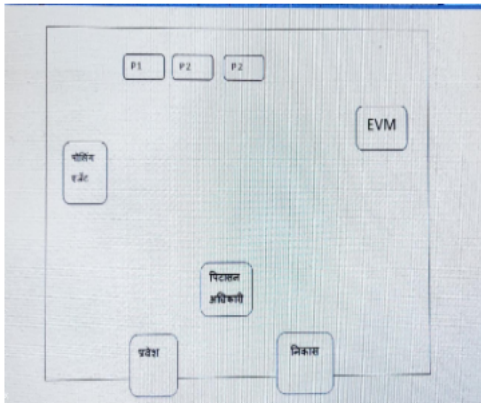 P1 P2 P2
EVM
पोलिंग
एजेंट
पिटासन
अधिकारी
प्रवेश
निकास